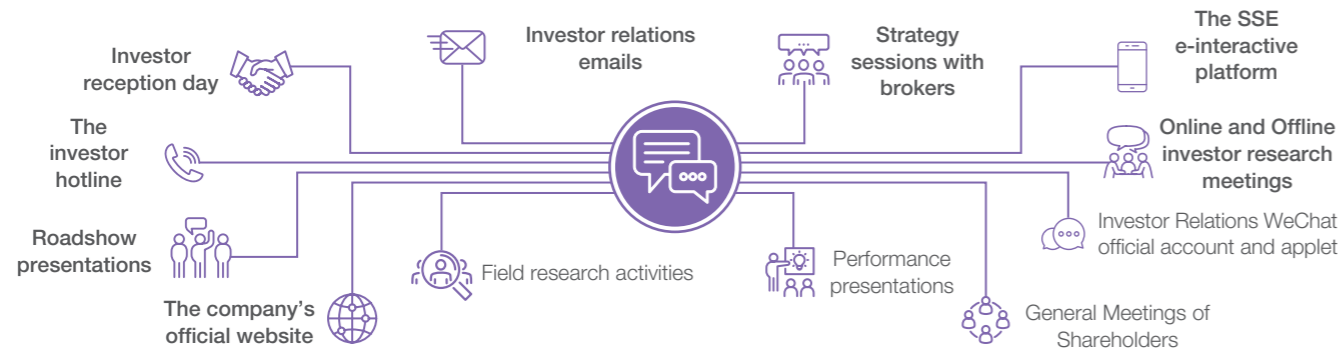 Investor
reception day
Investor relations
emails
Strategy
sessions with
brokers
The SSE
e-interactive
platform
The
investor
hotline
Online and Offline
investor research
meetings
Roadshow
presentations
Field research activities
Performance
presentations
Investor Relations WeChat
official account and applet
The company’s
official website
General Meetings of
Shareholders